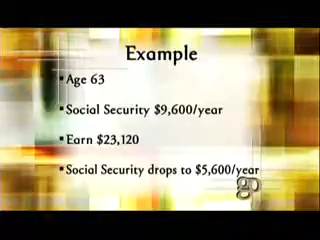 Example
▪Age 63
▪Social Security $9,600/year
▪Earn $23,120
▪Social Security drops to $5,600/year